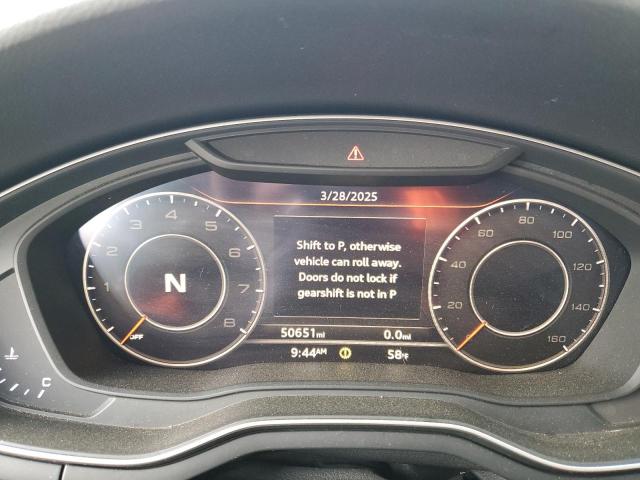 3/28/2025
Shift to P, otherwise
vehicle can roll away.
Doors do not lock if
gearshift is not in P
1 2 3 4 5 6 7 8
N
OFF
20 40 60 80 100 120 140 160
50651mi 0.0mi
9:44AM 58°F
C